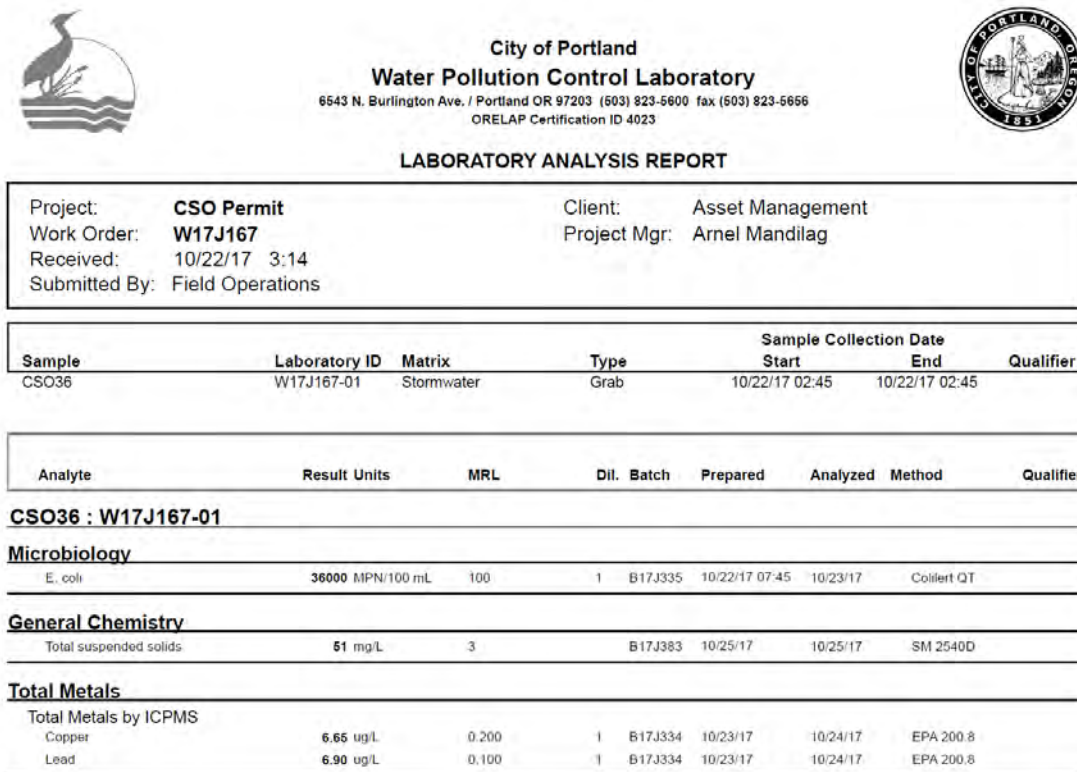 City of Portland
Water Pollution Control Laboratory
6543 N. Burlington Ave. / Portland OR 97203 (503) 823-5600 fax (503) 823-5656
ORELAP Certification ID 4023
CITY OF PORTLAND, OREGON
1851
LABORATORY ANALYSIS REPORT
Project: CSO Permit Client: Asset Management
Work Order: W17J167 Project Mgr: Arnel Mandilag
Received: 10/22/17 3:14
Submitted By: Field Operations
Sample Collection Date
Sample Laboratory ID Matrix Type Start End Qualifier
CSO36 W17J167-01 Stormwater Grab 10/22/17 02:45 10/22/17 02:45
Analyte Result Units MRL Dil. Batch Prepared Analyzed Method Qualifie
CSO36 : W17J167-01
Microbiology
E. coli 36000 MPN/100 mL 100 1 B17J335 10/22/17 07:45 10/23/17 Colilert QT
General Chemistry
Total suspended solids 51 mg/L 3 B17J383 10/25/17 10/25/17 SM 2540D
Total Metals
Total Metals by ICPMS
Copper 6.65 ug/L 0.200 1 B17J334 10/23/17 10/24/17 EPA 200.8
Lead 6.90 ug/L 0.100 1 B17J334 10/23/17 10/24/17 EPA 200.8